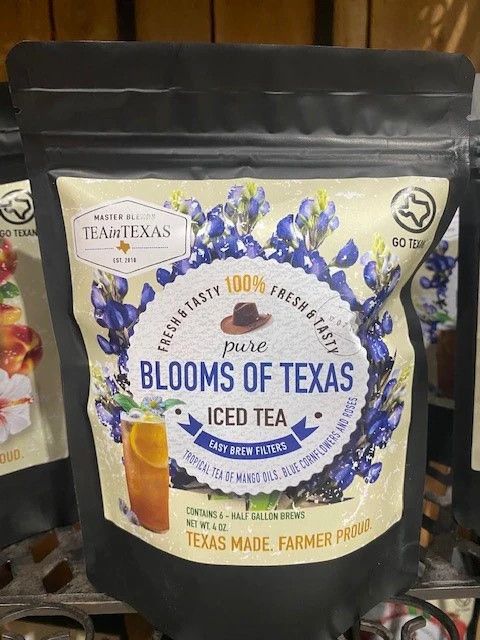 MASTER BLENDS
TEAinTEXAS
EST. 2018
GO TEXAN
GO TEXAN
FRESH & TASTY 100% FRESH & TASTY
pure
BLOOMS OF TEXAS
ICED TEA
EASY BREW FILTERS
TROPICAL TEA OF MANGO OILS, BLUE CORNFLOWERS AND ROSES
CONTAINS 6 - HALF GALLON BREWS
NET WT. 4 OZ.
TEXAS MADE. FARMER PROUD.
OUD.